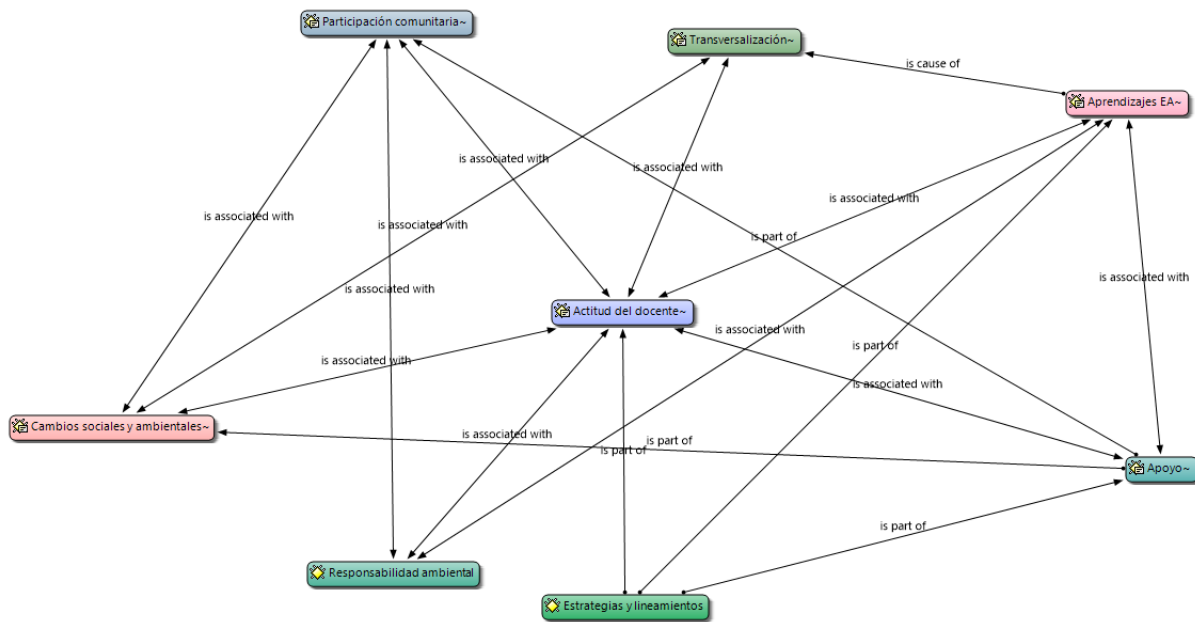 Participación comunitaria~
Transversalización~
is cause of
Aprendizajes EA~
is associated with
is associated with
is associated with
is associated with
is associated with
is part of
is associated with
is associated with
Actitud del docente~
is associated with
is part of
is associated with
is associated with
Cambios sociales y ambientales~
is associated with
is part of
is part of
Apoyo~
is part of
Responsabilidad ambiental
Estrategias y lineamientos